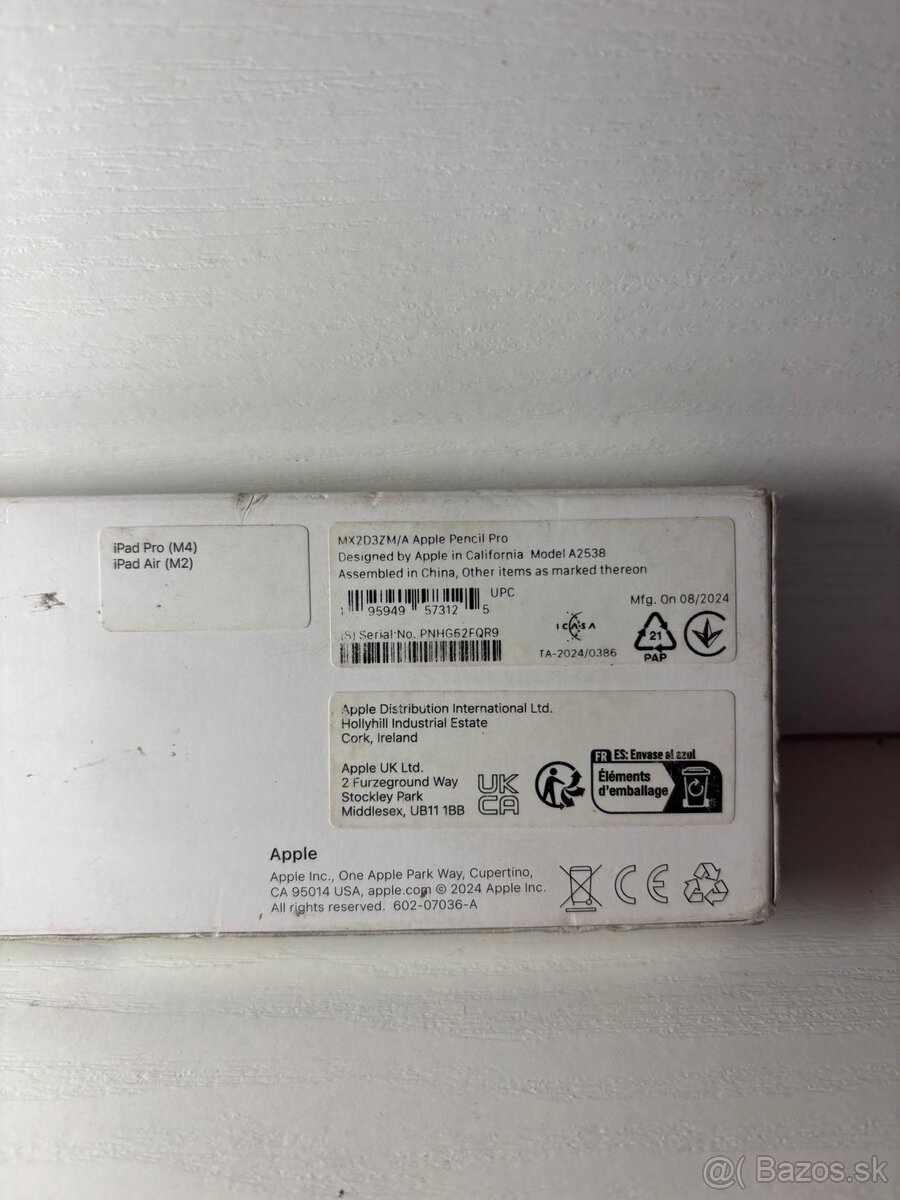 iPad Pro (M4)
iPad Air (M2)
MX2D3ZM/A Apple Pencil Pro
Designed by Apple in California Model A2538
Assembled in China, Other items as marked thereon
UPC
1 95949 57312 5
Mfg. On 08/2024
(S) Serial No. PNHG62FQR9
ICASA
TA-2024/0386
21
PAP
Apple Distribution International Ltd.
Hollyhill Industrial Estate
Cork, Ireland
Apple UK Ltd.
2 Furzeground Way
Stockley Park
Middlesex, UB11 1BB
UK
CA
FR ES: Envase al azul
Éléments
d'emballage
Apple
Apple Inc., One Apple Park Way, Cupertino,
CA 95014 USA, apple.com © 2024 Apple Inc.
All rights reserved. 602-07036-A
CE
@( Bazos.sk